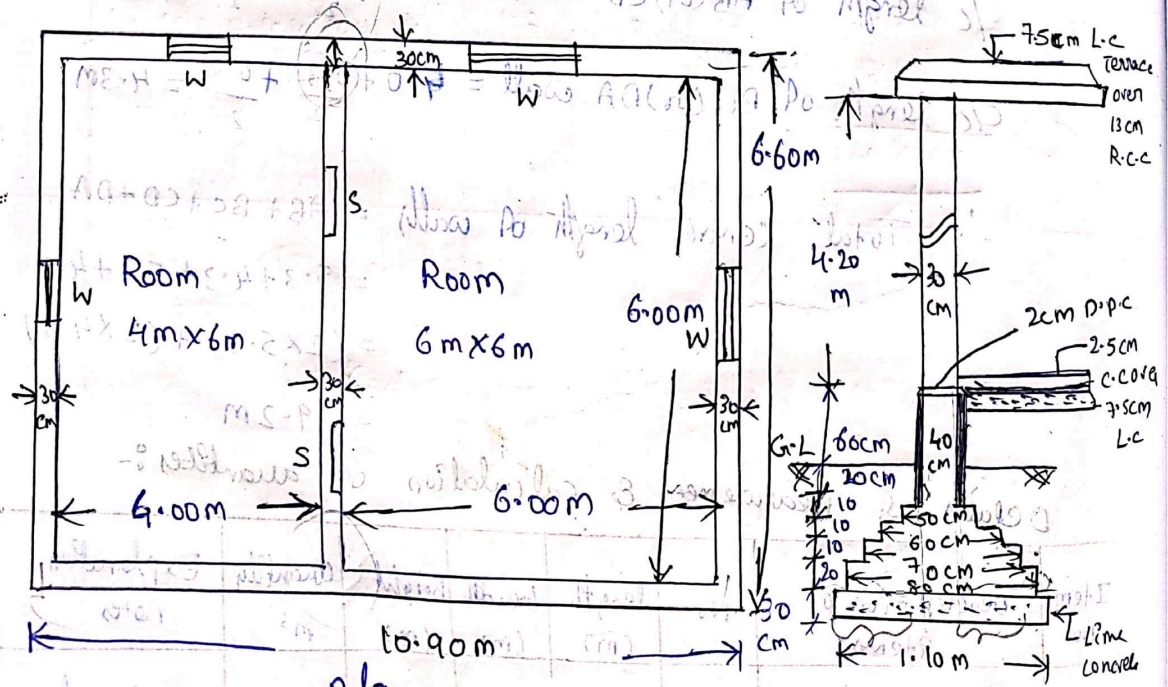 7.5cm L.C
Terrace
over
13cm
R.C.C
30cm
W
W
6.60m
S.
4.20
m
Room
4m X 6m
W
Room
6m X 6m
6.00m
W
30
cm
2cm D.P.C
2.5cm
7.5cm
L.C
30
cm
30
cm
30
cm
S
G.L
60cm
40
cm
20cm
4.00m
6.00m
10
10
10
20
50cm
60cm
70cm
80cm
30
cm
10.90m
1.10m
Lime
concrete